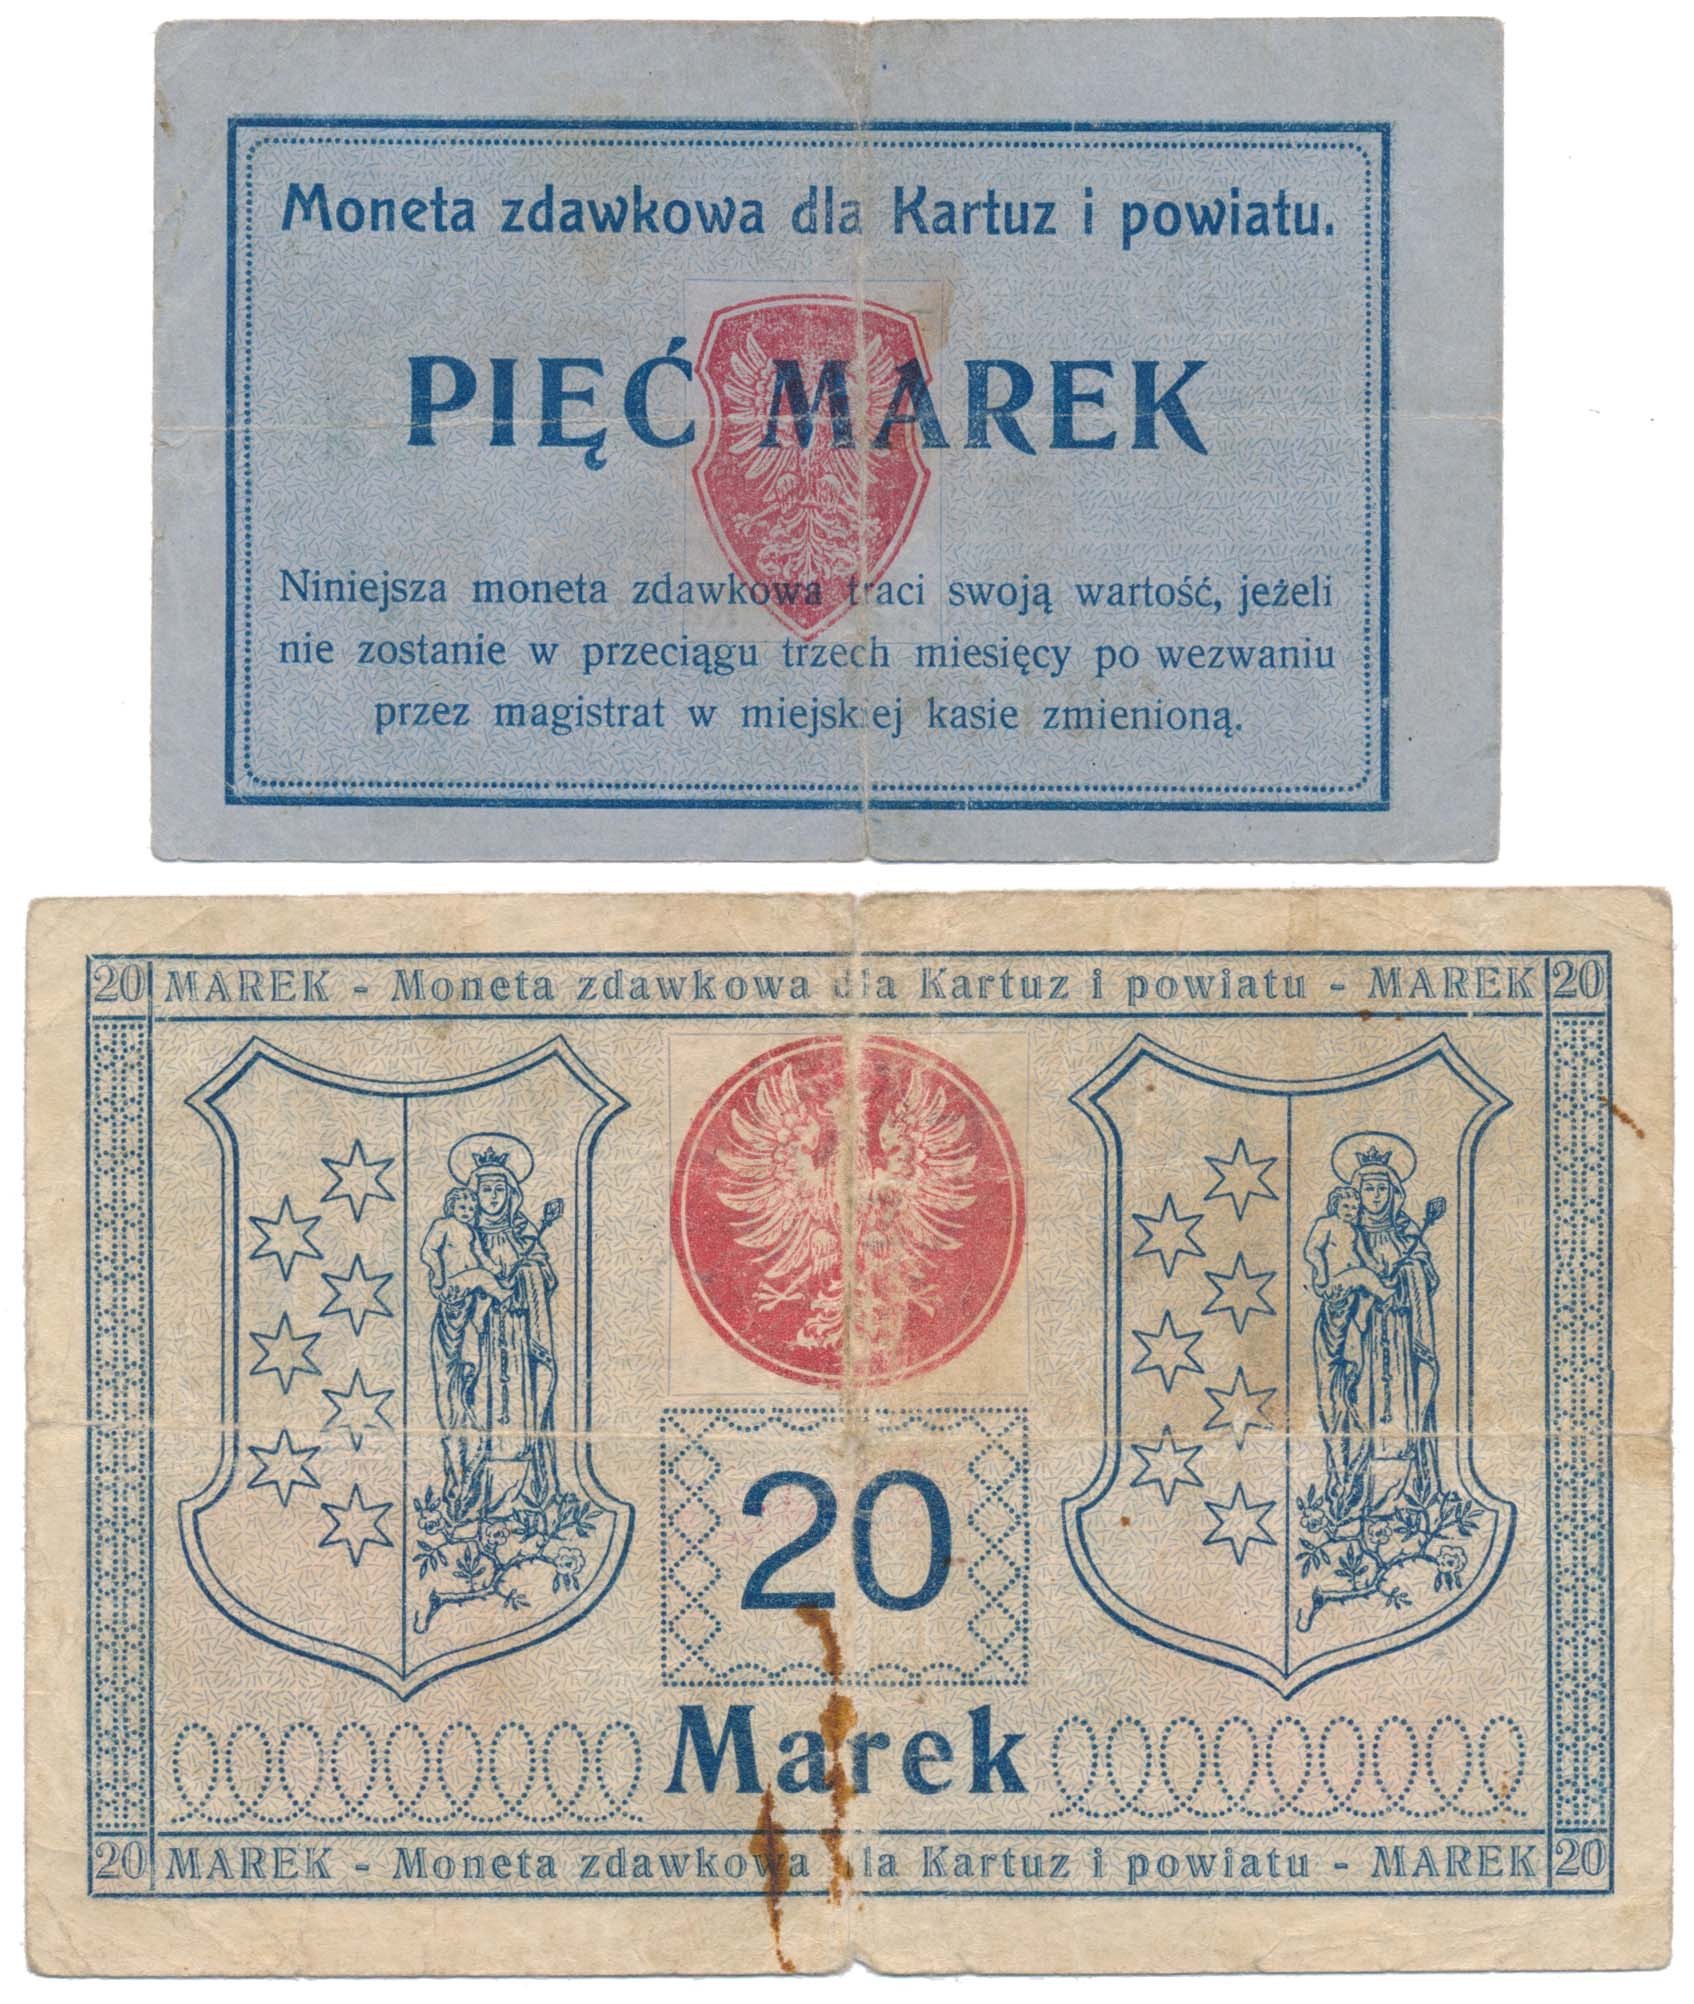 Moneta zdawkowa dla Kartuz i powiatu.
PIĘĆ MAREK
Niniejsza moneta zdawkowa traci swoją wartość, jeżeli
nie zostanie w przeciągu trzech miesięcy po wezwaniu
przez magistrat w miejskiej kasie zmienioną.
20 MAREK - Moneta zdawkowa dla Kartuz i powiatu - MAREK 20
20
Marek
20 MAREK - Moneta zdawkowa dla Kartuz i powiatu - MAREK 20